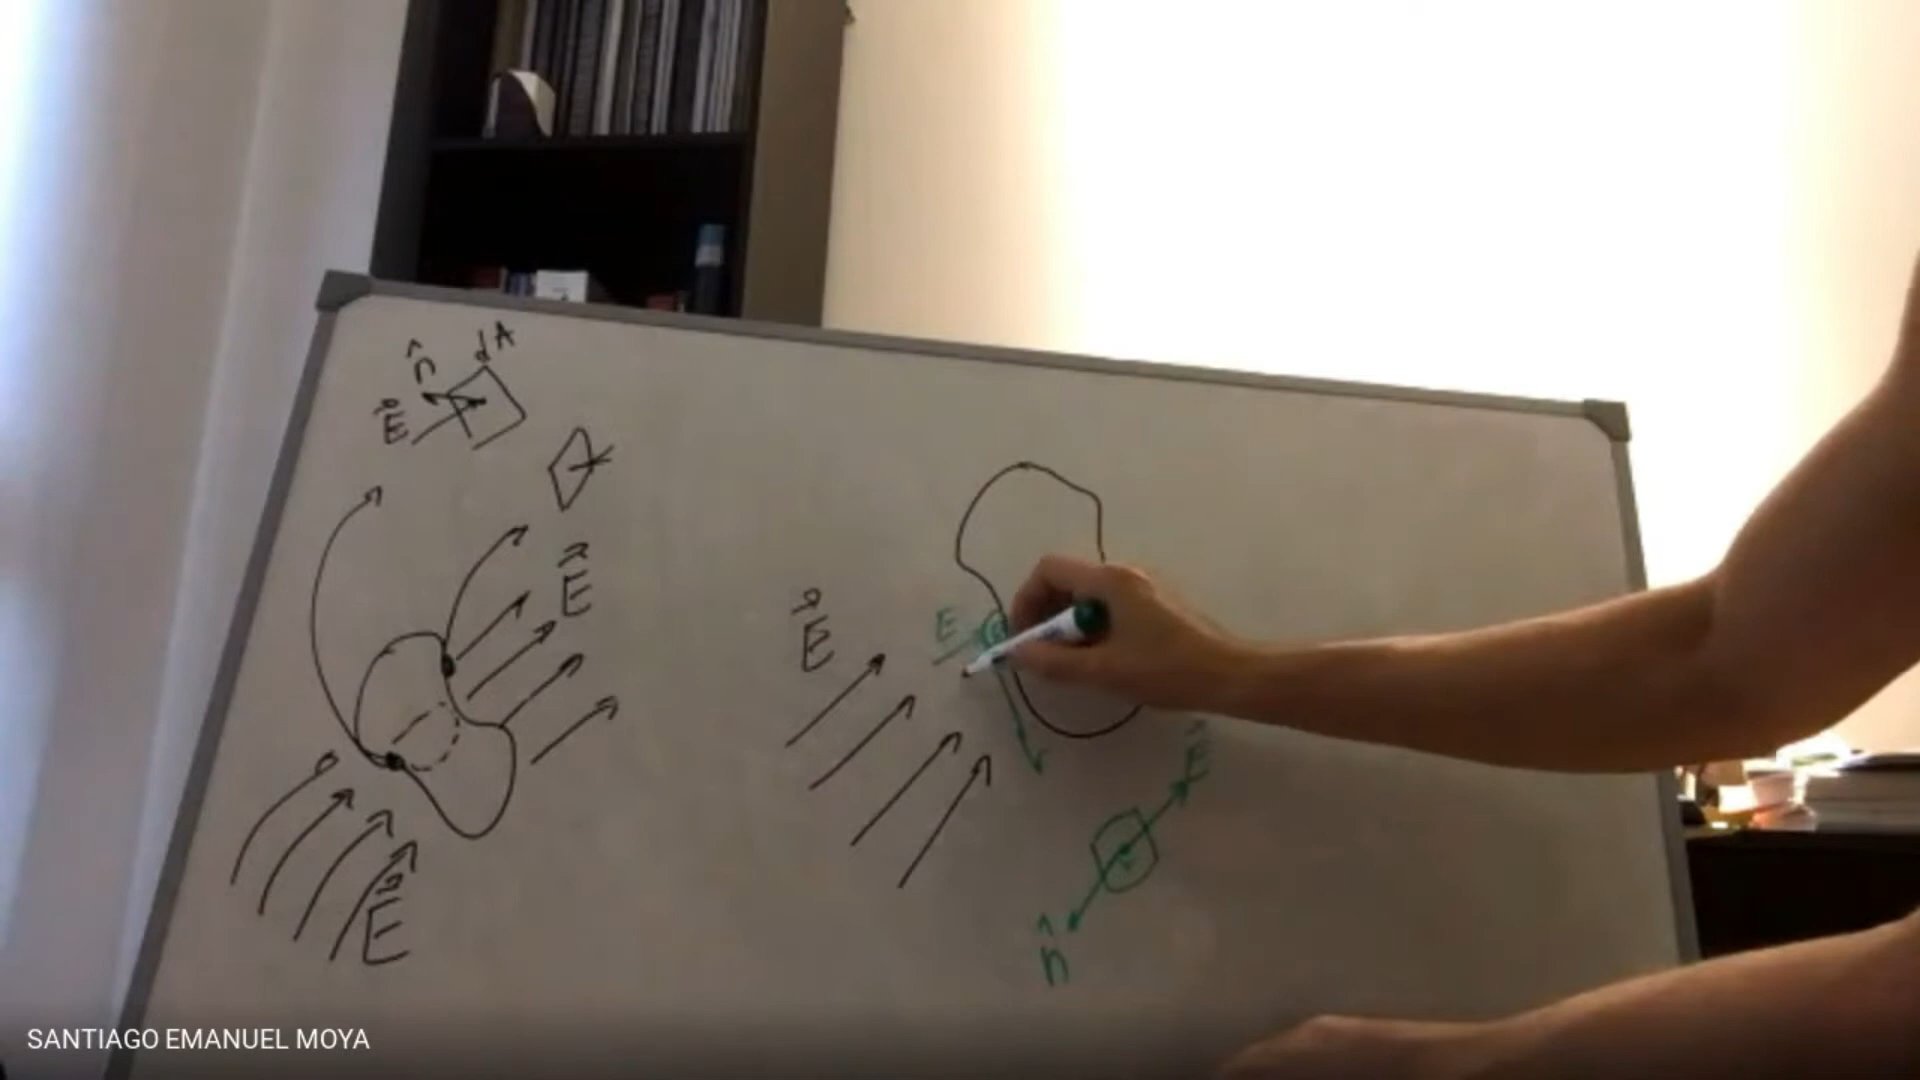 dA
n̂
E⃗
E⃗
E⃗
E⃗
E
E⃗
n̂
SANTIAGO EMANUEL MOYA